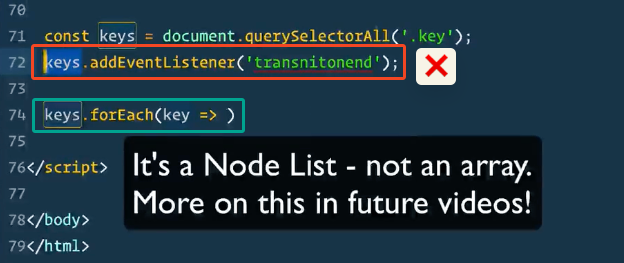 70
71 const keys = document.querySelectorAll('.key');
72 keys.addEventListener('transnitonend');
73
74 keys.forEach(key => )
75
76</script>
77
78</body>
79</html>
It's a Node List - not an array.
More on this in future videos!